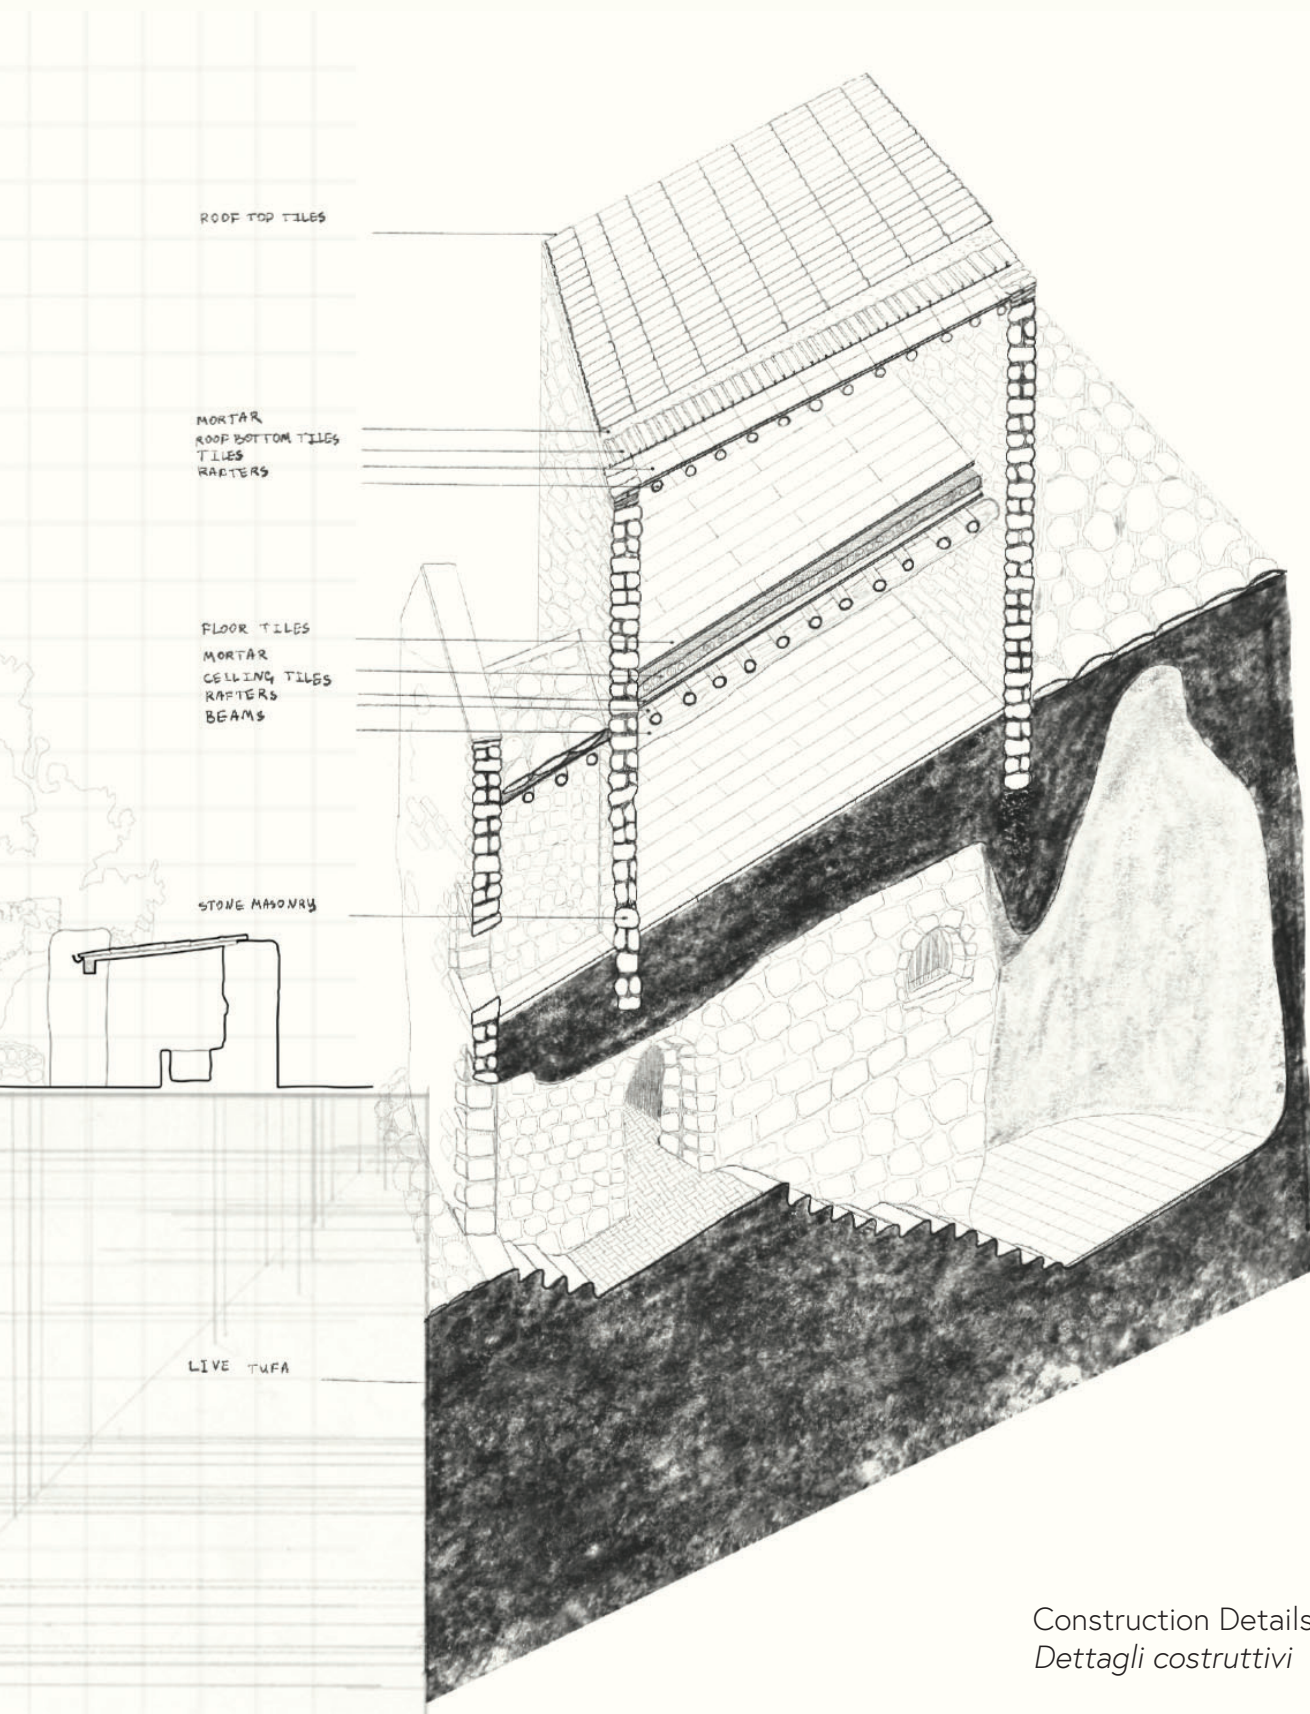 ROOF TOP TILES
MORTAR
ROOF BOTTOM TILES
TILES
RAFTERS
FLOOR TILES
MORTAR
CEILING TILES
RAFTERS
BEAMS
STONE MASONRY
LIVE TUFA
Construction Details
Dettagli costruttivi